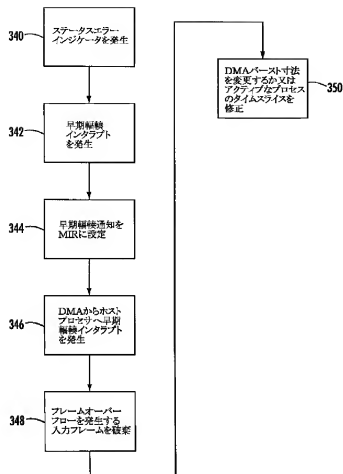 340
ステータスエラー
インジケータを発生
342
早期輻輳
インタラプト
を発生
344
早期輻輳通知を
MIRに設定
346
DMAからホスト
プロセサへ早期
輻輳インタラプト
を発生
348
フレームオーバー
フローを発生する
入力フレームを破棄
DMAバースト寸法
を変更するか又は
アクティブなプロセス
のタイムスライスを
修正
350